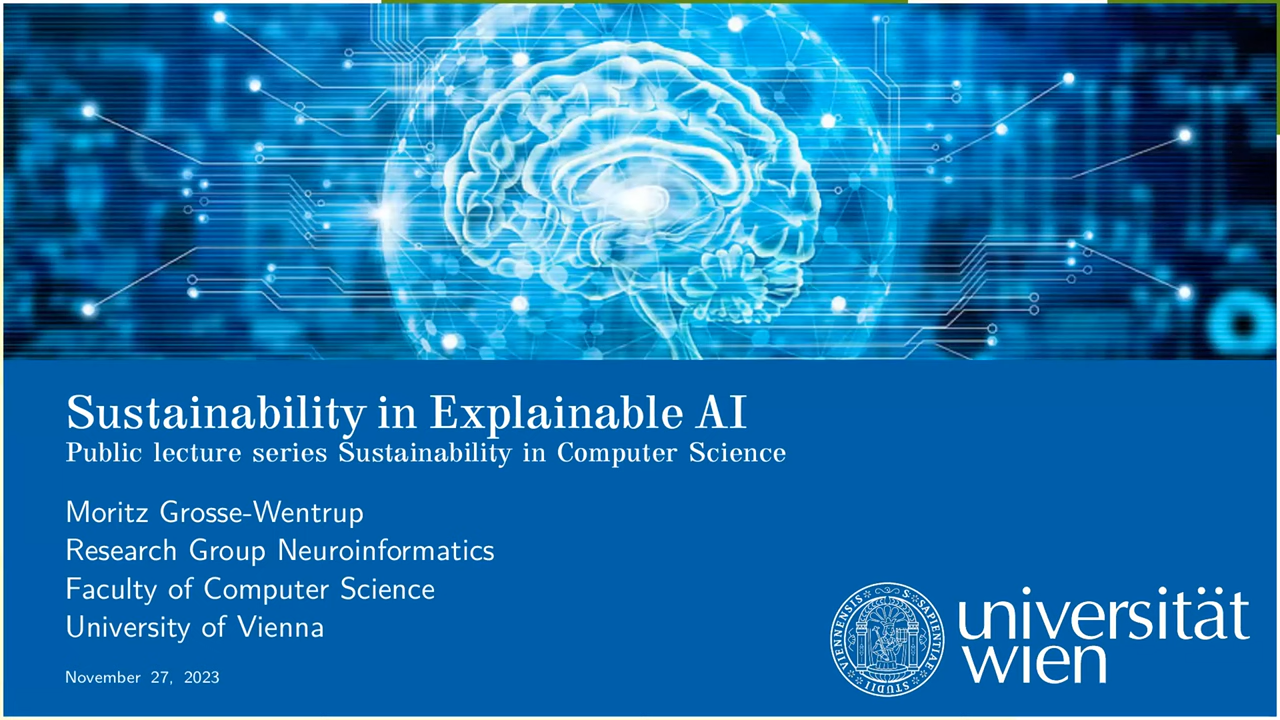 Sustainability in Explainable AI
Public lecture series Sustainability in Computer Science
Moritz Grosse-Wentrup
Research Group Neuroinformatics
Faculty of Computer Science
University of Vienna
November 27, 2023
universität
wien